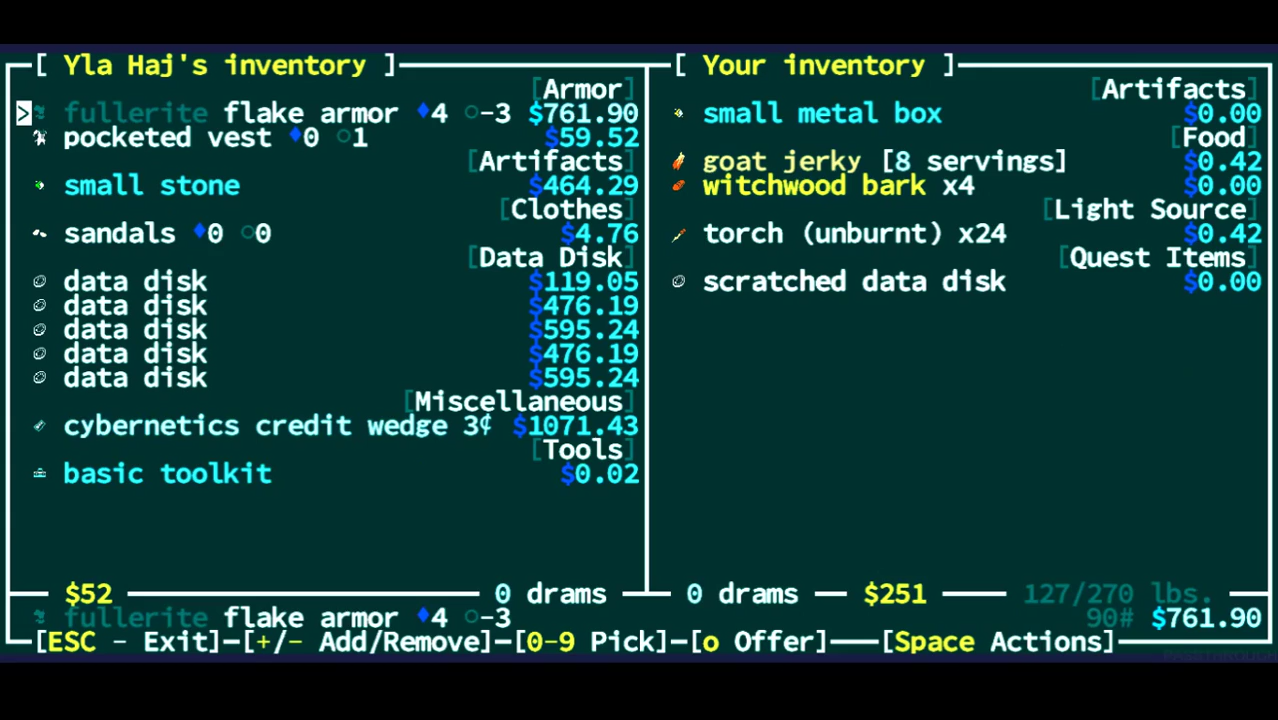 [ Yla Haj's inventory ]
[Armor]
> fullerite flake armor ♦4 ○-3 $761.90
pocketed vest ♦0 ○1 $59.52
[Artifacts]
small stone $464.29
[Clothes]
sandals ♦0 ○0 $4.76
[Data Disk]
data disk $119.05
data disk $476.19
data disk $595.24
data disk $476.19
data disk $595.24
[Miscellaneous]
cybernetics credit wedge 3¢ $1071.43
[Tools]
basic toolkit $0.02
$52 0 drams
[ Your inventory ]
[Artifacts]
small metal box $0.00
[Food]
goat jerky [8 servings] $0.42
witchwood bark x4 $0.00
[Light Source]
torch (unburnt) x24 $0.42
[Quest Items]
scratched data disk $0.00
0 drams $251 127/270 lbs.
fullerite flake armor ♦4 ○-3 90# $761.90
[ESC - Exit]-[+/- Add/Remove]-[0-9 Pick]-[o Offer] [Space Actions]